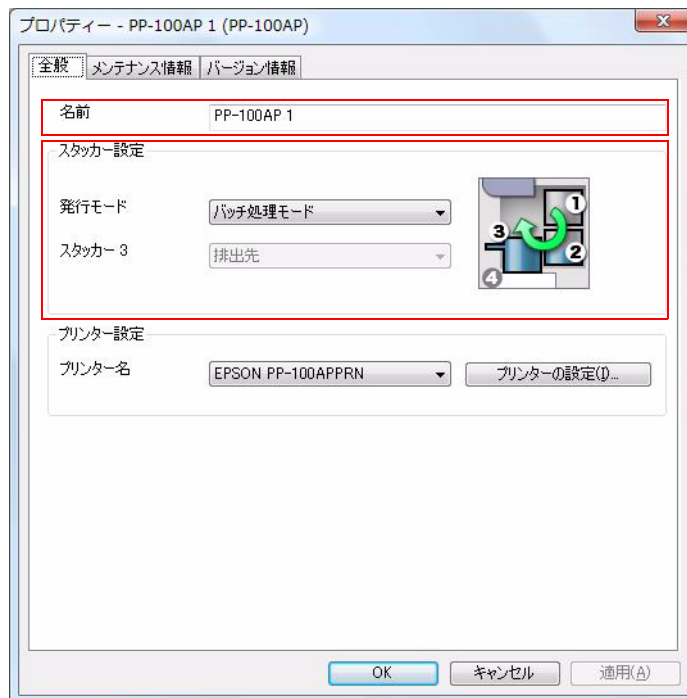 プロパティー - PP-100AP 1 (PP-100AP)
全般 メンテナンス情報 バージョン情報
名前 PP-100AP 1
スタッカー設定
発行モード バッチ処理モード
スタッカー 3 排出先
1
3
2
4
プリンター設定
プリンター名 EPSON PP-100APPRN プリンターの設定(I)...
OK キャンセル 適用(A)